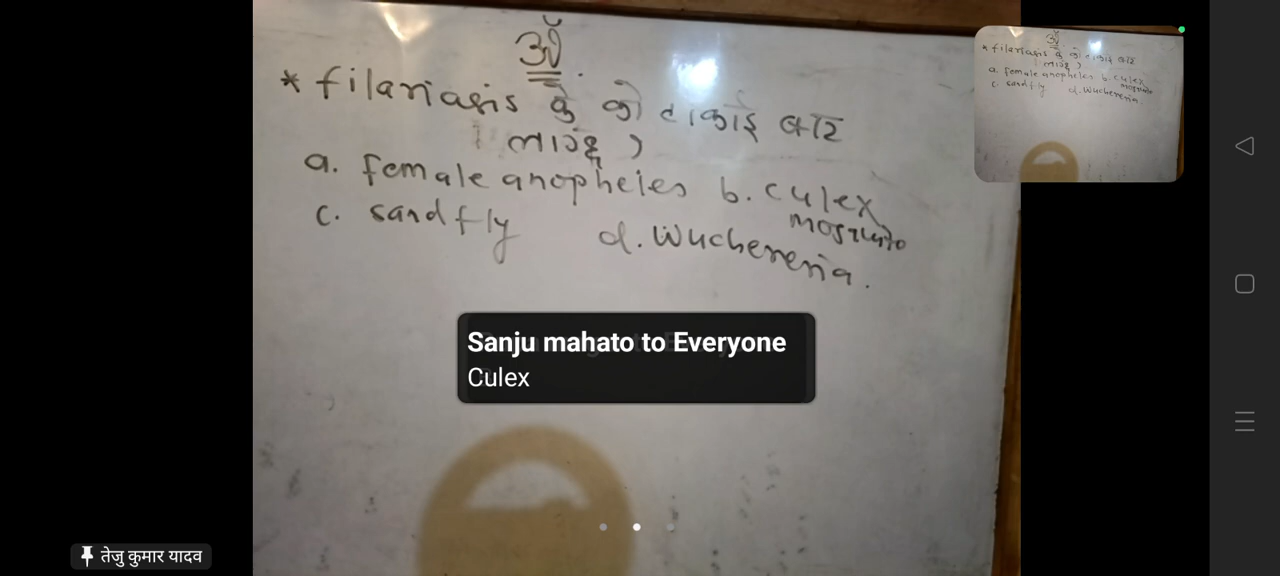 ॐ
* filariasis कुन को टोकाई बाट
लाग्छ ?
a. female anopheles b. culex
mosquito
c. sandfly d. Wuchereria.
Sanju mahato to Everyone
Culex
तेजु कुमार यादव